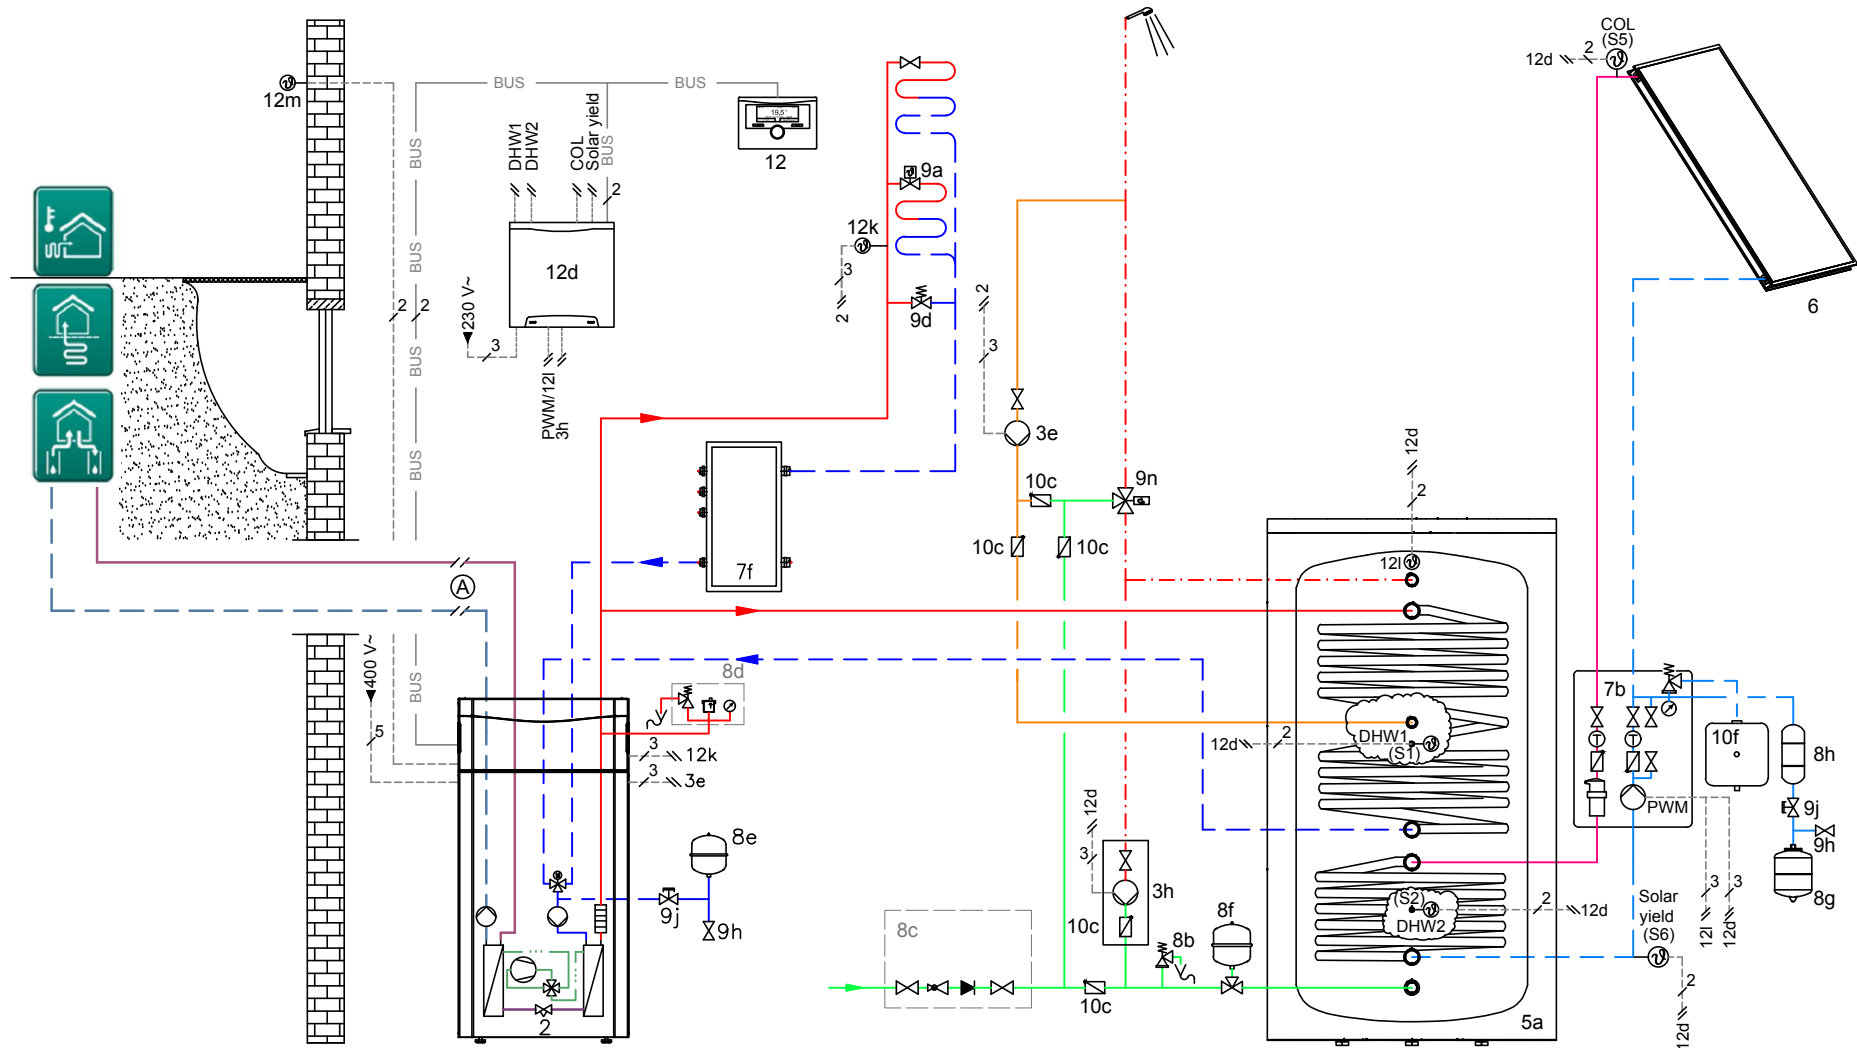 COL
(S5)
12d
2
6
12m
BUS
BUS
19,5
12
DHW1
DHW2
COL
Solar yield
BUS
2
BUS
12d
9a
12k
3
2
9d
2
3
BUS
2
2
230 V~
3
PWM/12l
3h
BUS
BUS
3e
10c
9n
10c
10c
12d
2
12l
7f
A
400 V~
5
BUS
8d
3
12k
3
3e
DHW1
(S1)
12d
2
7b
T
T
PWM
10f
8h
9j
9h
8g
8e
9j
9h
12d
3
3h
10c
8c
8b
8f
10c
(S2)
DHW2
2
12d
Solar
yield
(S6)
3
3
12l
12d
2
12d
2
5a